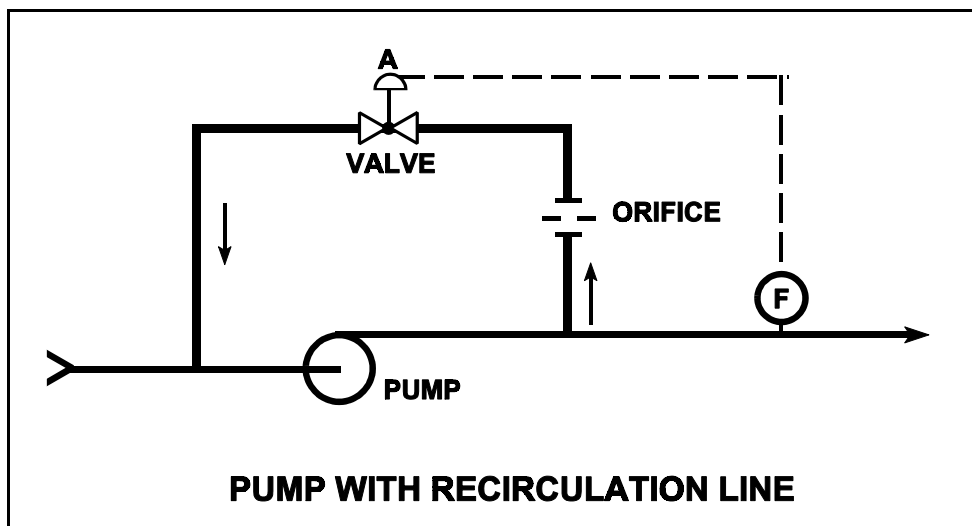 A
VALVE
ORIFICE
F
PUMP
PUMP WITH RECIRCULATION LINE